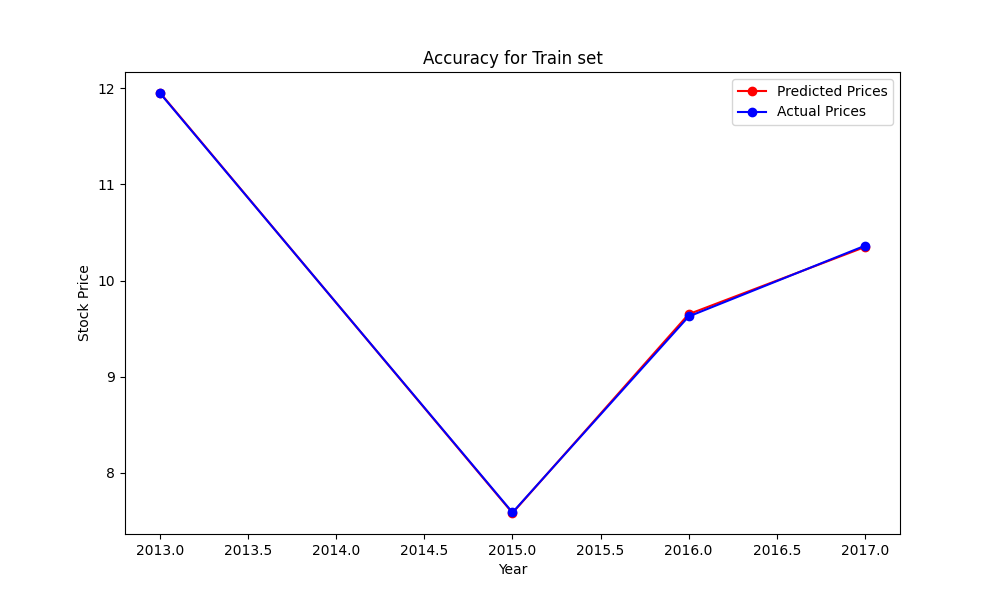 Accuracy for Train set
Predicted Prices
Actual Prices
12
11
10
9
8
Stock Price
2013.0 2013.5 2014.0 2014.5 2015.0 2015.5 2016.0 2016.5 2017.0
Year